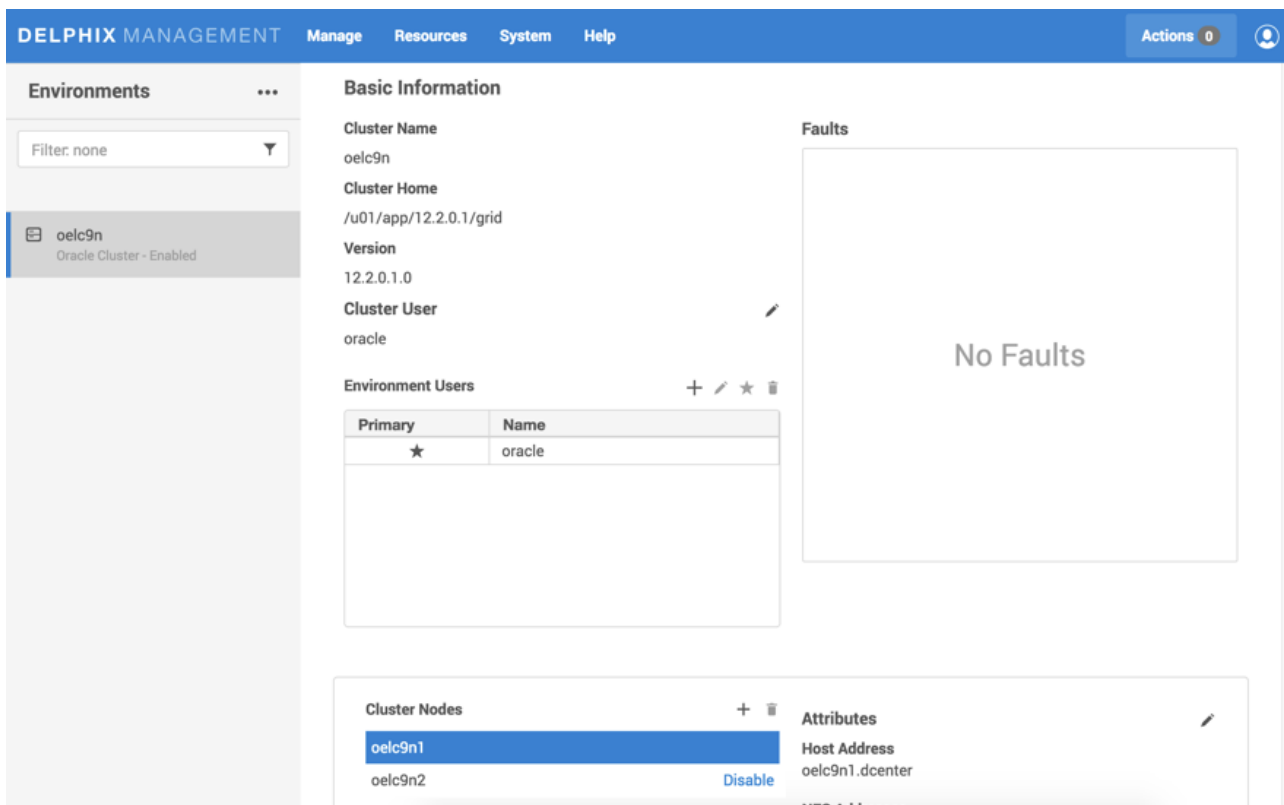 DELPHIX MANAGEMENT Manage Resources System Help Actions 0
Environments
Filter: none
oelc9n
Oracle Cluster - Enabled
Basic Information
Cluster Name
oelc9n
Cluster Home
/u01/app/12.2.0.1/grid
Version
12.2.0.1.0
Cluster User
oracle
Environment Users
Primary Name
oracle
Faults
No Faults
Cluster Nodes
oelc9n1
oelc9n2 Disable
Attributes
Host Address
oelc9n1.dcenter